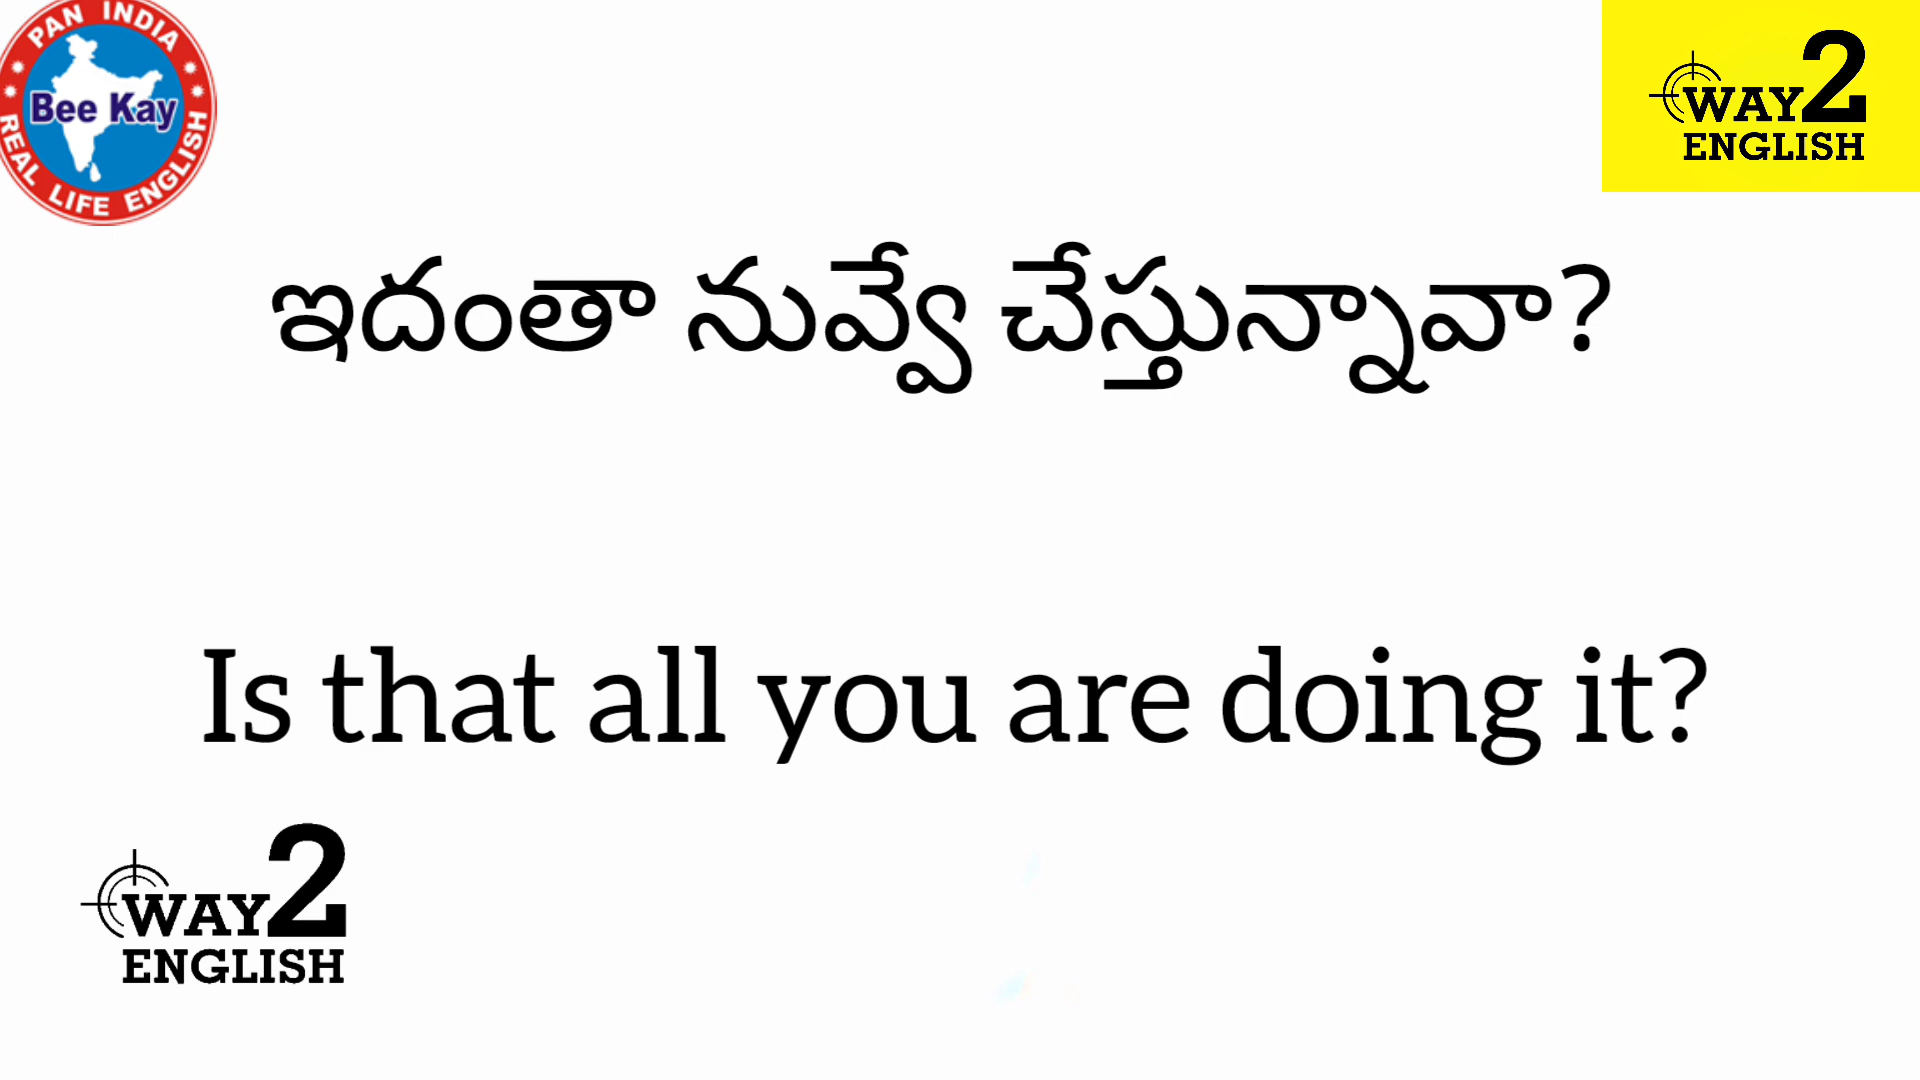 PAN INDIA
Bee Kay
REAL LIFE ENGLISH
WAY2
ENGLISH
ఇదంతా నువ్వే చేస్తున్నావా?
Is that all you are doing it?
WAY2
ENGLISH